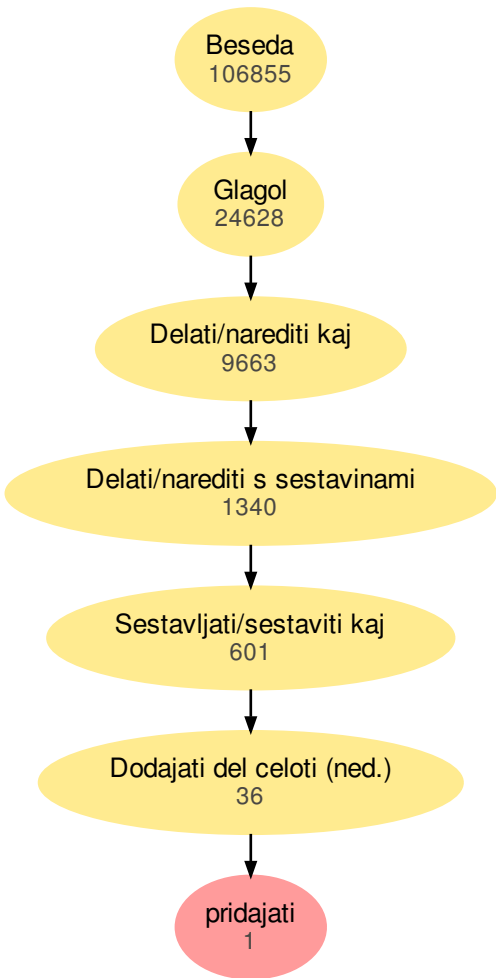 Beseda
106855
Glagol
24628
Delati/narediti kaj
9663
Delati/narediti s sestavinami
1340
Sestavljati/sestaviti kaj
601
Dodajati del celoti (ned.)
36
pridajati
1